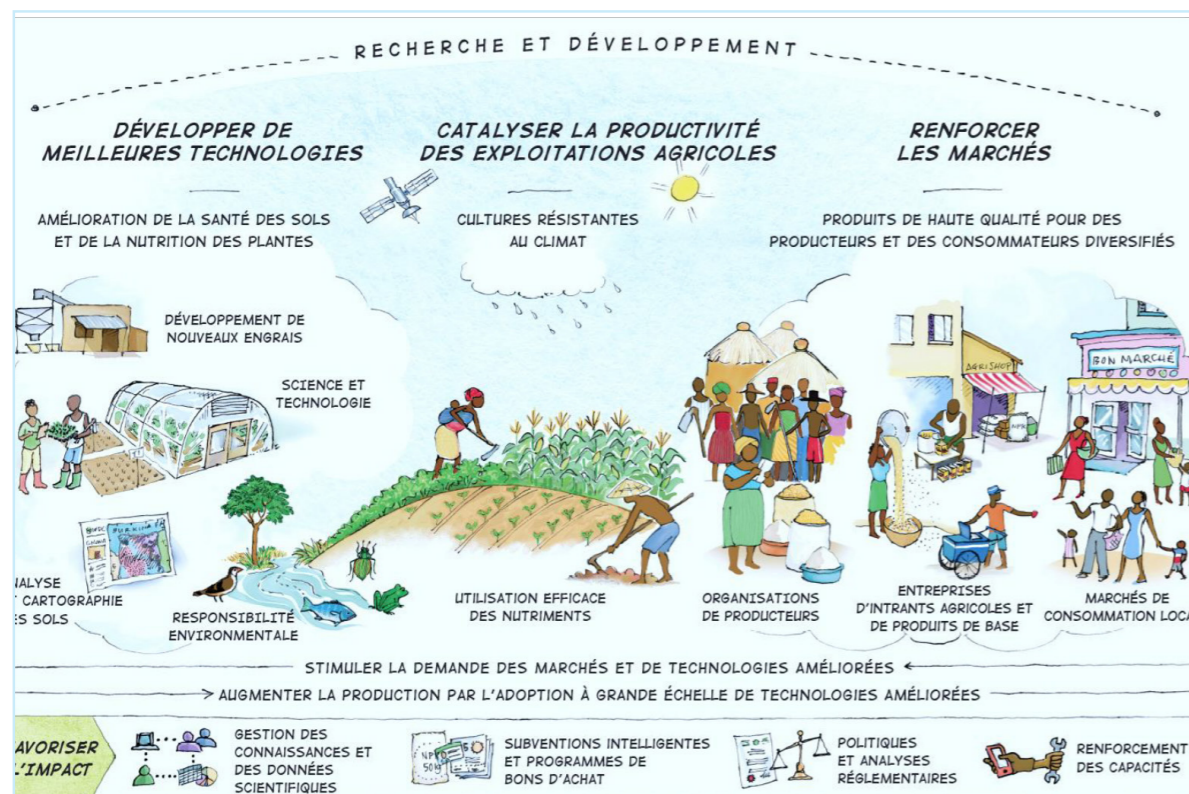 RECHERCHE ET DÉVELOPPEMENT
DÉVELOPPER DE
MEILLEURES TECHNOLOGIES
CATALYSER LA PRODUCTIVITÉ
DES EXPLOITATIONS AGRICOLES
RENFORCER
LES MARCHÉS
AMÉLIORATION DE LA SANTÉ DES SOLS
ET DE LA NUTRITION DES PLANTES
CULTURES RÉSISTANTES
AU CLIMAT
PRODUITS DE HAUTE QUALITÉ POUR DES
PRODUCTEURS ET DES CONSOMMATEURS DIVERSIFIÉS
DÉVELOPPEMENT DE
NOUVEAUX ENGRAIS
SCIENCE ET
TECHNOLOGIE
AGRISHOP
NPK
BON MARCHÉ
NALYSE
T CARTOGRAPHIE
ES SOLS
RESPONSABILITÉ
ENVIRONNEMENTALE
UTILISATION EFFICACE
DES NUTRIMENTS
ORGANISATIONS
DE PRODUCTEURS
ENTREPRISES
D'INTRANTS AGRICOLES ET
DE PRODUITS DE BASE
MARCHÉS DE
CONSOMMATION LOCA
STIMULER LA DEMANDE DES MARCHÉS ET DE TECHNOLOGIES AMÉLIORÉES
AUGMENTER LA PRODUCTION PAR L'ADOPTION À GRANDE ÉCHELLE DE TECHNOLOGIES AMÉLIORÉES
AVORISER
L'IMPACT
GESTION DES
CONNAISSANCES ET
DES DONNÉES
SCIENTIFIQUES
NPK
50K
SUBVENTIONS INTELLIGENTES
ET PROGRAMMES DE
BONS D'ACHAT
POLITIQUES
ET ANALYSES
RÉGLEMENTAIRES
RENFORCEMENT
DES CAPACITÉS